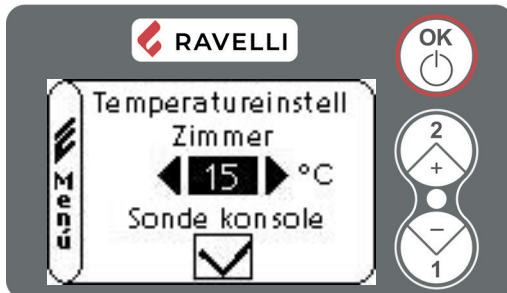 RAVELLI
OK
Temperatureinstell
Zimmer
15 °C
Sonde konsole
Menú
2
+
−
1